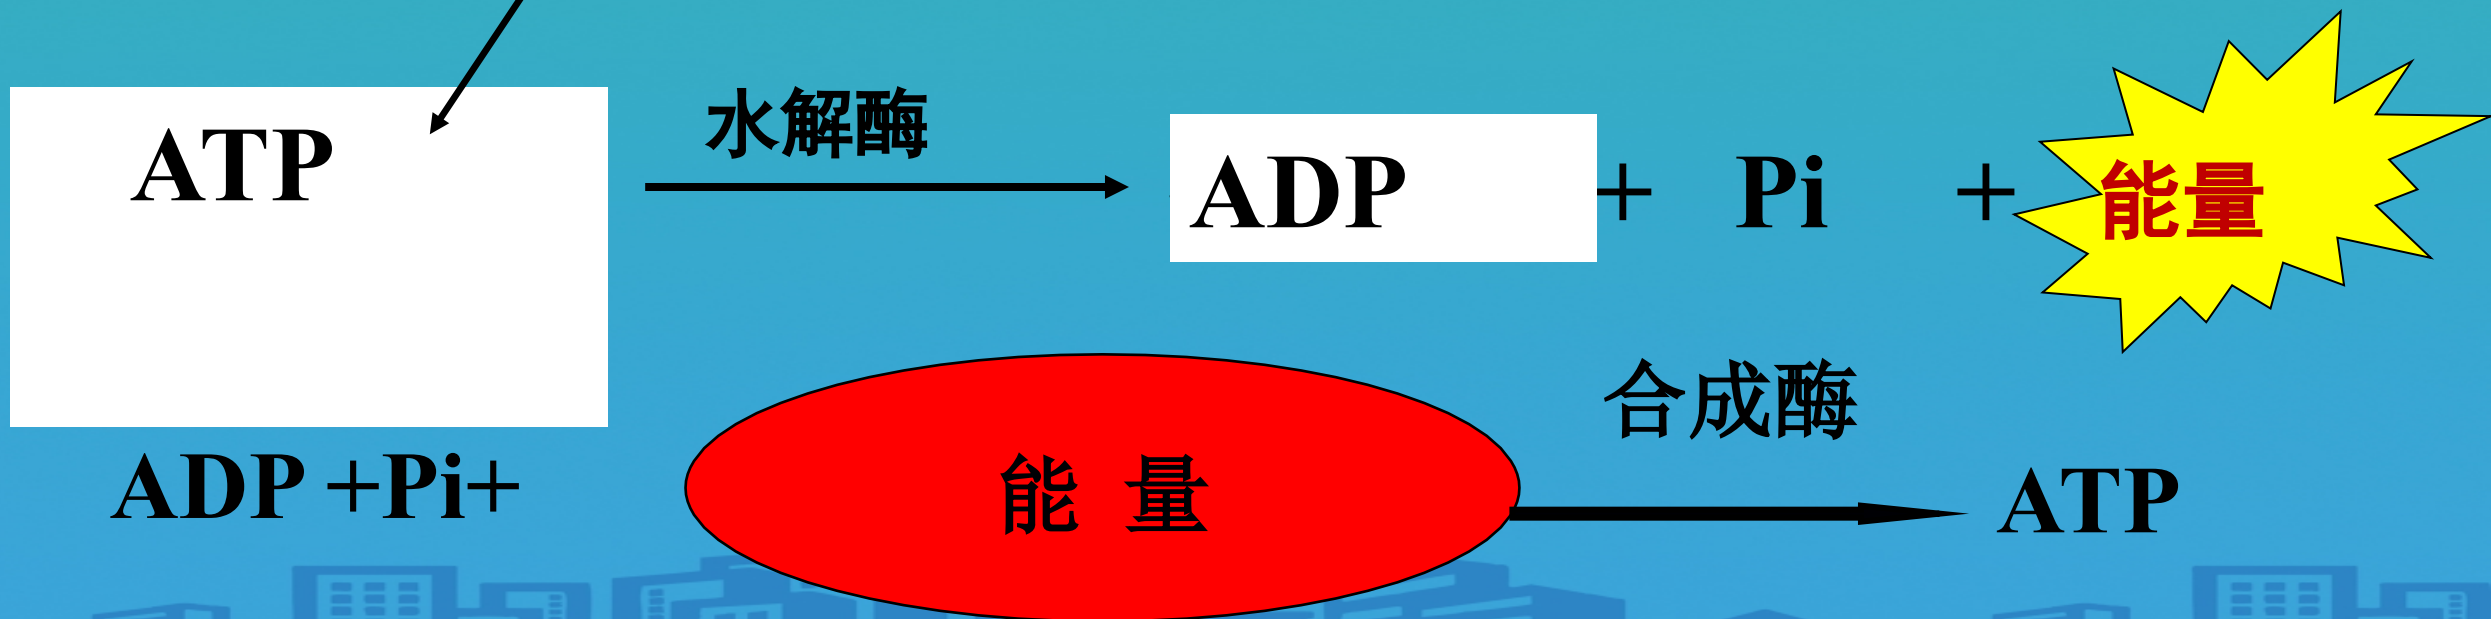 水解酶
ATP ADP + Pi + 能量
合成酶
ADP +Pi+ 能 量 ATP